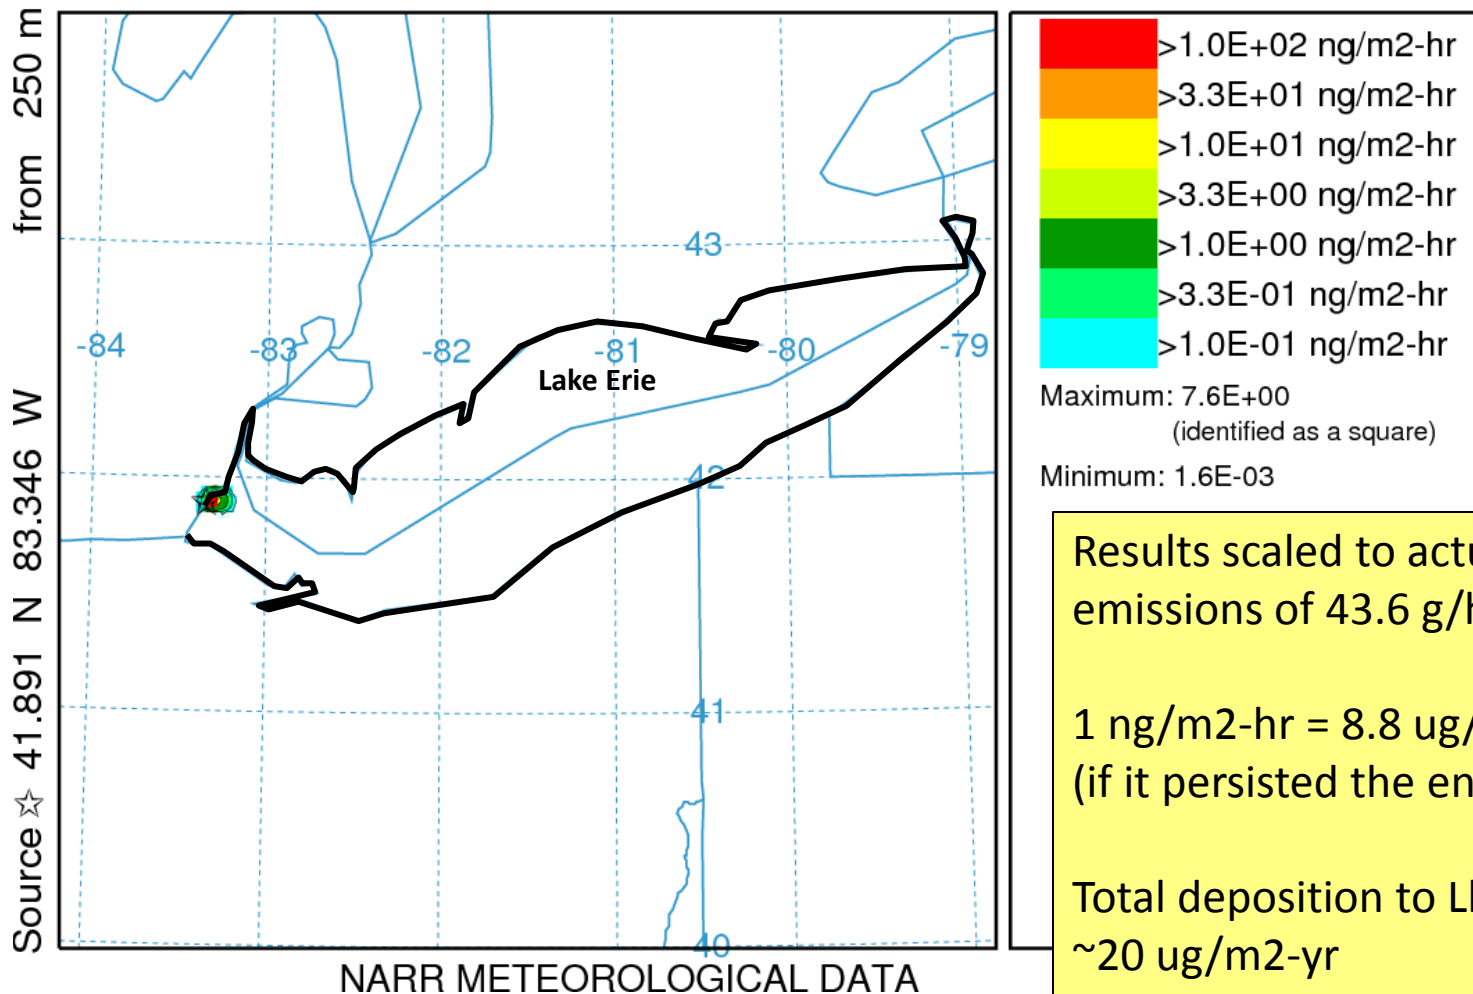 Source ☆ 41.891 N 83.346 W from 250 m
43
-84
-83
-82
-81
-80
-79
Lake Erie
42
41
40
NARR METEOROLOGICAL DATA
>1.0E+02 ng/m2-hr
>3.3E+01 ng/m2-hr
>1.0E+01 ng/m2-hr
>3.3E+00 ng/m2-hr
>1.0E+00 ng/m2-hr
>3.3E-01 ng/m2-hr
>1.0E-01 ng/m2-hr
Maximum: 7.6E+00
(identified as a square)
Minimum: 1.6E-03
Results scaled to actu
emissions of 43.6 g/h
1 ng/m2-hr = 8.8 ug/
(if it persisted the en
Total deposition to L
~20 ug/m2-yr